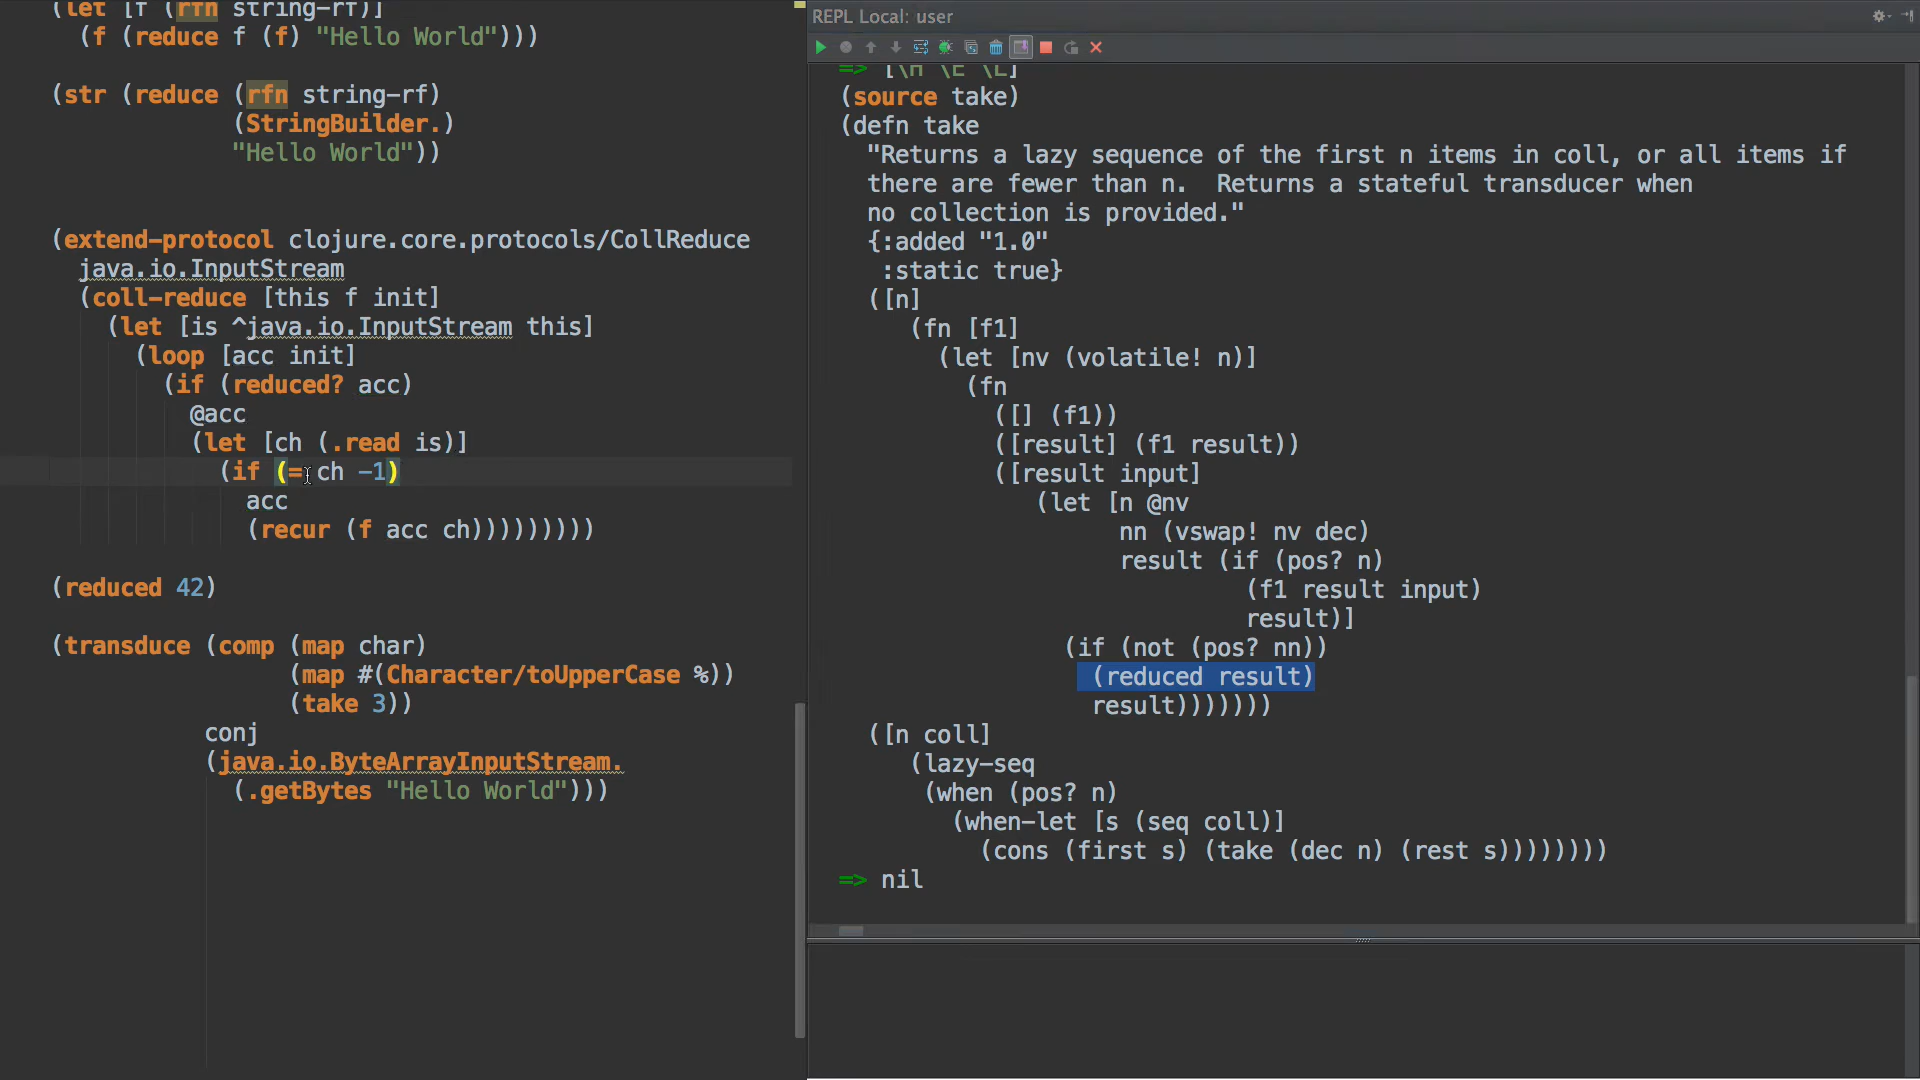 (let [f (rfn string-rf)]
(f (reduce f (f) "Hello World")))
(str (reduce (rfn string-rf)
(StringBuilder.)
"Hello World"))
(extend-protocol clojure.core.protocols/CollReduce
java.io.InputStream
(coll-reduce [this f init]
(let [is ^java.io.InputStream this]
(loop [acc init]
(if (reduced? acc)
@acc
(let [ch (.read is)]
(if (= ch -1)
acc
(recur (f acc ch)))))))))
(reduced 42)
(transduce (comp (map char)
(map #(Character/toUpperCase %))
(take 3))
conj
(java.io.ByteArrayInputStream.
(.getBytes "Hello World")))
REPL Local: user
=> [\H \E \L]
(source take)
(defn take
"Returns a lazy sequence of the first n items in coll, or all items if
there are fewer than n.  Returns a stateful transducer when
no collection is provided."
{:added "1.0"
:static true}
([n]
(fn [f1]
(let [nv (volatile! n)]
(fn
([] (f1))
([result] (f1 result))
([result input]
(let [n @nv
nn (vswap! nv dec)
result (if (pos? n)
(f1 result input)
result)]
(if (not (pos? nn))
(reduced result)
result)))))))
([n coll]
(lazy-seq
(when (pos? n)
(when-let [s (seq coll)]
(cons (first s) (take (dec n) (rest s))))))))
=> nil